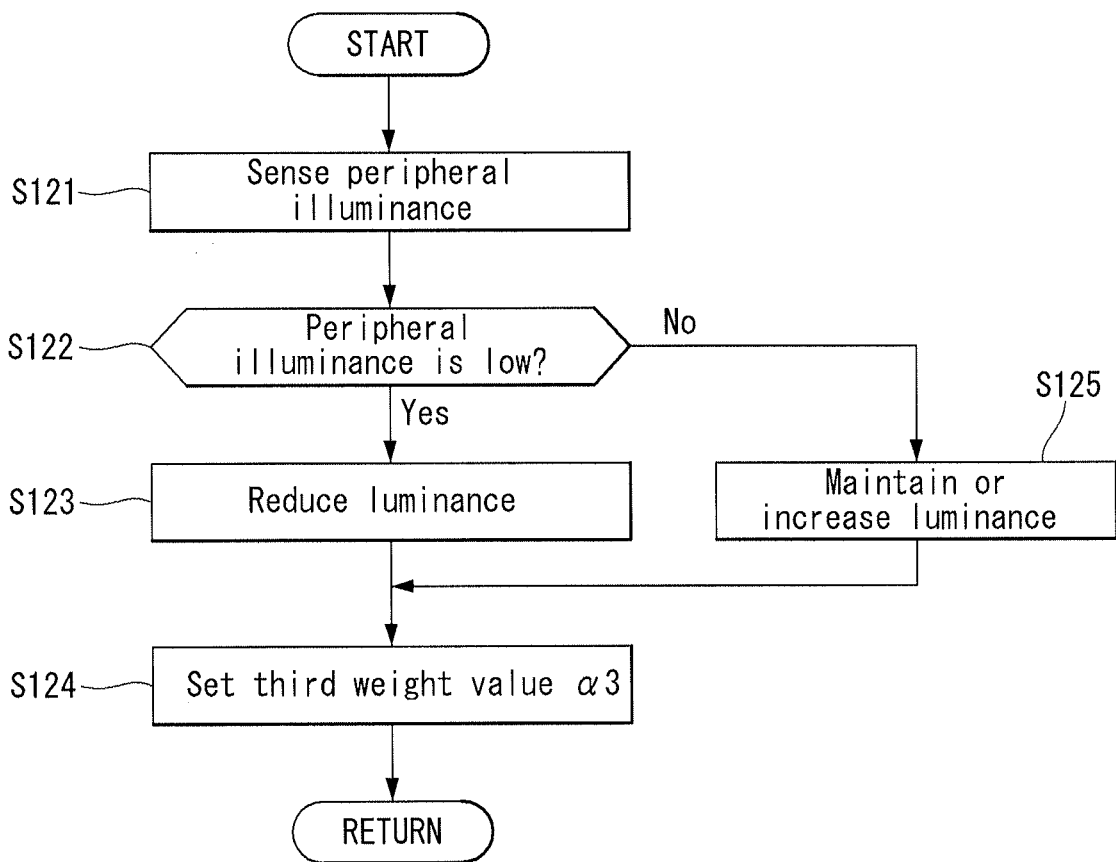 START
S121
Sense peripheral
illuminance
S122
Peripheral
illuminance is low?
No
Yes
S125
S123
Reduce luminance
Maintain or
increase luminance
S124
Set third weight value α3
RETURN